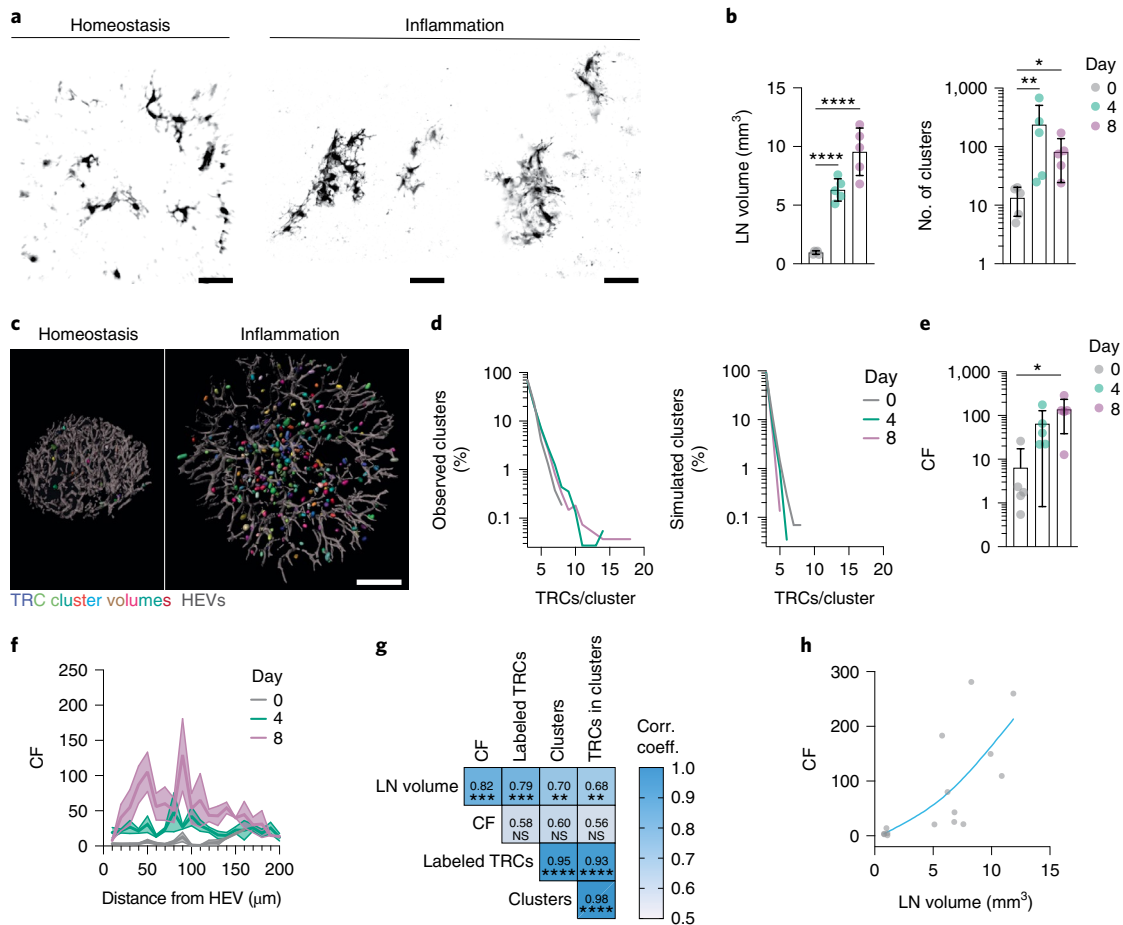 a
Homeostasis
Inflammation
b
LN volume (mm3)
15
10
5
0
****
****
No. of clusters
1,000
100
10
1
*
**
Day
0
4
8
c
Homeostasis
Inflammation
TRC cluster volumes HEVs
d
Observed clusters
(%)
100
10
1
0.1
5 10 15 20
TRCs/cluster
Simulated clusters
(%)
100
10
1
0.1
5 10 15 20
TRCs/cluster
Day
0
4
8
e
CF
1,000
100
10
1
0
*
Day
0
4
8
f
CF
250
200
150
100
50
0
0 50 100 150 200
Distance from HEV (μm)
Day
0
4
8
g
CF
Labeled TRCs
Clusters
TRCs in clusters
LN volume
0.82 0.79 0.70 0.68
*** *** ** **
CF
0.58 0.60 0.56
NS NS NS
Labeled TRCs
0.95 0.93
**** ****
Clusters
0.98
****
Corr.
coeff.
1.0
0.9
0.8
0.7
0.6
0.5
h
CF
300
200
100
0
0 5 10 15
LN volume (mm3)